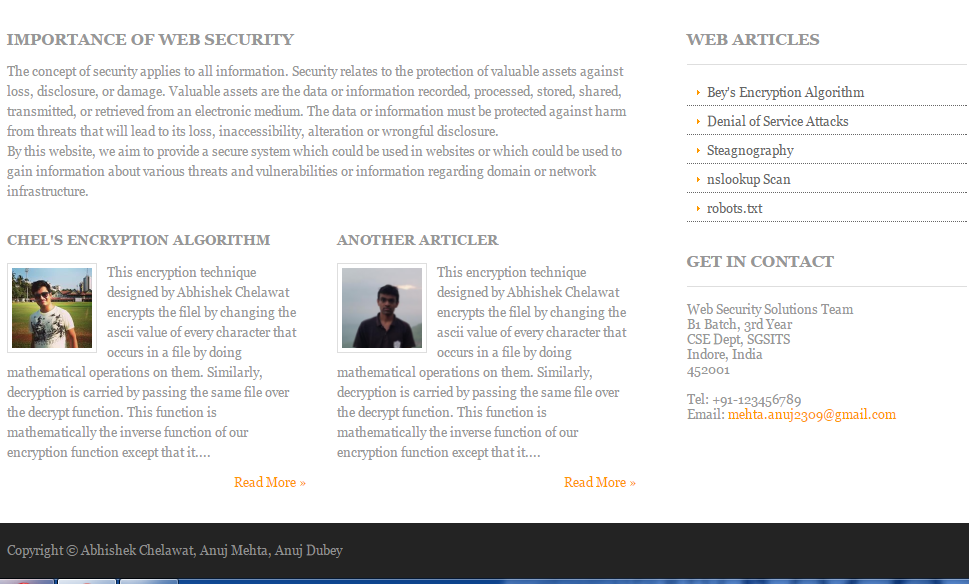 IMPORTANCE OF WEB SECURITY
The concept of security applies to all information. Security relates to the protection of valuable assets against
loss, disclosure, or damage. Valuable assets are the data or information recorded, processed, stored, shared,
transmitted, or retrieved from an electronic medium. The data or information must be protected against harm
from threats that will lead to its loss, inaccessibility, alteration or wrongful disclosure.
By this website, we aim to provide a secure system which could be used in websites or which could be used to
gain information about various threats and vulnerabilities or information regarding domain or network
infrastructure.
CHEL'S ENCRYPTION ALGORITHM
This encryption technique
designed by Abhishek Chelawat
encrypts the filel by changing the
ascii value of every character that
occurs in a file by doing
mathematical operations on them. Similarly,
decryption is carried by passing the same file over
the decrypt function. This function is
mathematically the inverse function of our
encryption function except that it....
Read More »
ANOTHER ARTICLER
This encryption technique
designed by Abhishek Chelawat
encrypts the filel by changing the
ascii value of every character that
occurs in a file by doing
mathematical operations on them. Similarly,
decryption is carried by passing the same file over
the decrypt function. This function is
mathematically the inverse function of our
encryption function except that it....
Read More »
WEB ARTICLES
Bey's Encryption Algorithm
Denial of Service Attacks
Steagnography
nslookup Scan
robots.txt
GET IN CONTACT
Web Security Solutions Team
B1 Batch, 3rd Year
CSE Dept, SGSITS
Indore, India
452001
Tel: +91-123456789
Email: mehta.anuj2309@gmail.com
Copyright © Abhishek Chelawat, Anuj Mehta, Anuj Dubey